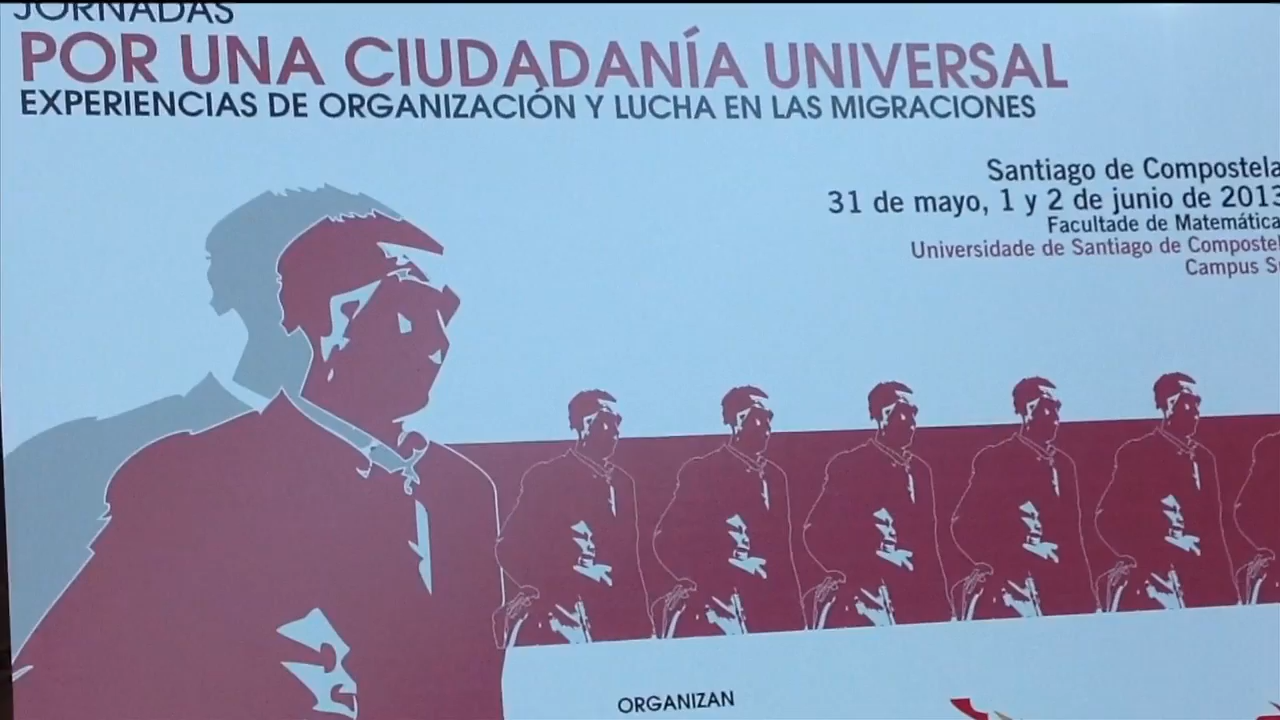 JORNADAS
POR UNA CIUDADANÍA UNIVERSAL
EXPERIENCIAS DE ORGANIZACIÓN Y LUCHA EN LAS MIGRACIONES
Santiago de Compostela
31 de mayo, 1 y 2 de junio de 2013
Facultade de Matemática
Universidade de Santiago de Compostel
Campus S
ORGANIZAN